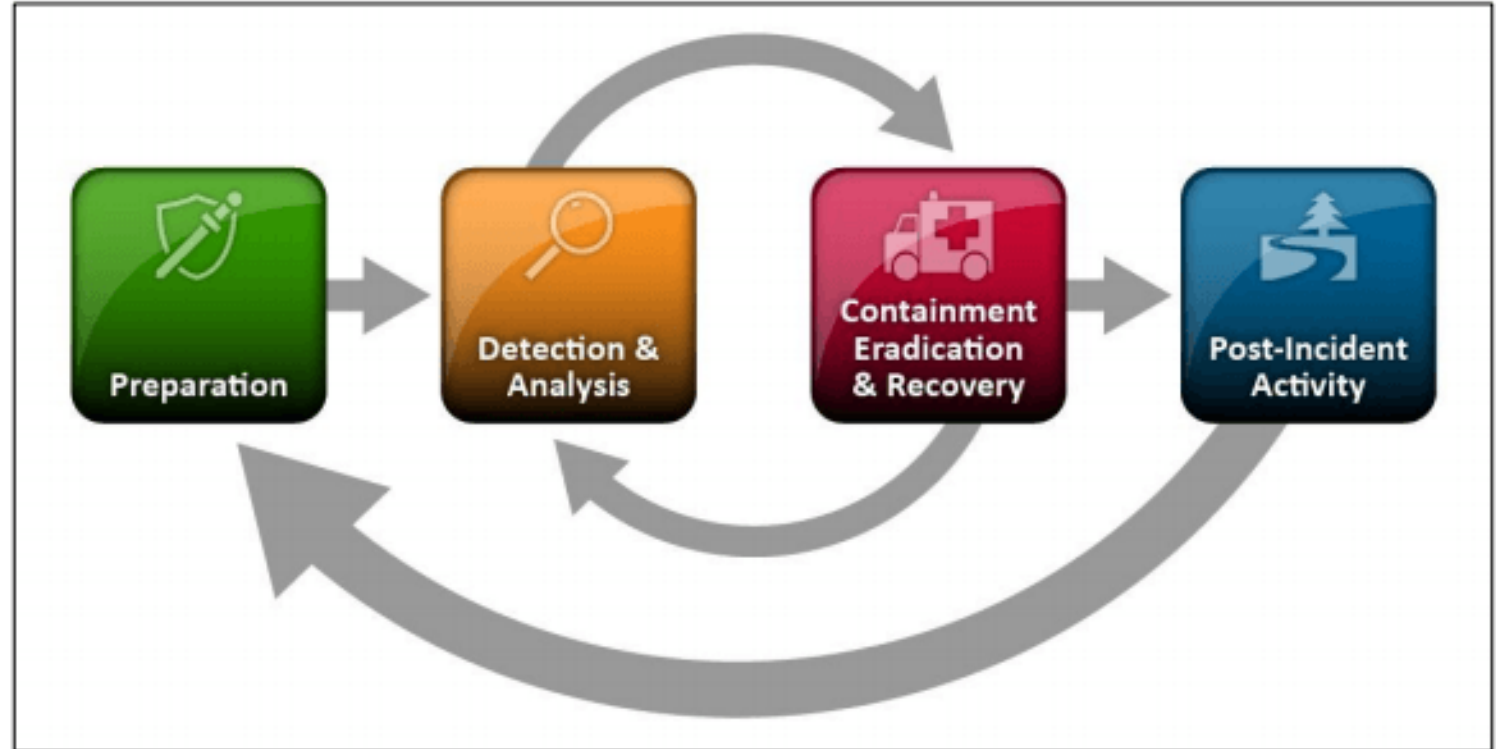 Preparation
Detection &
Analysis
Containment
Eradication
& Recovery
Post-Incident
Activity